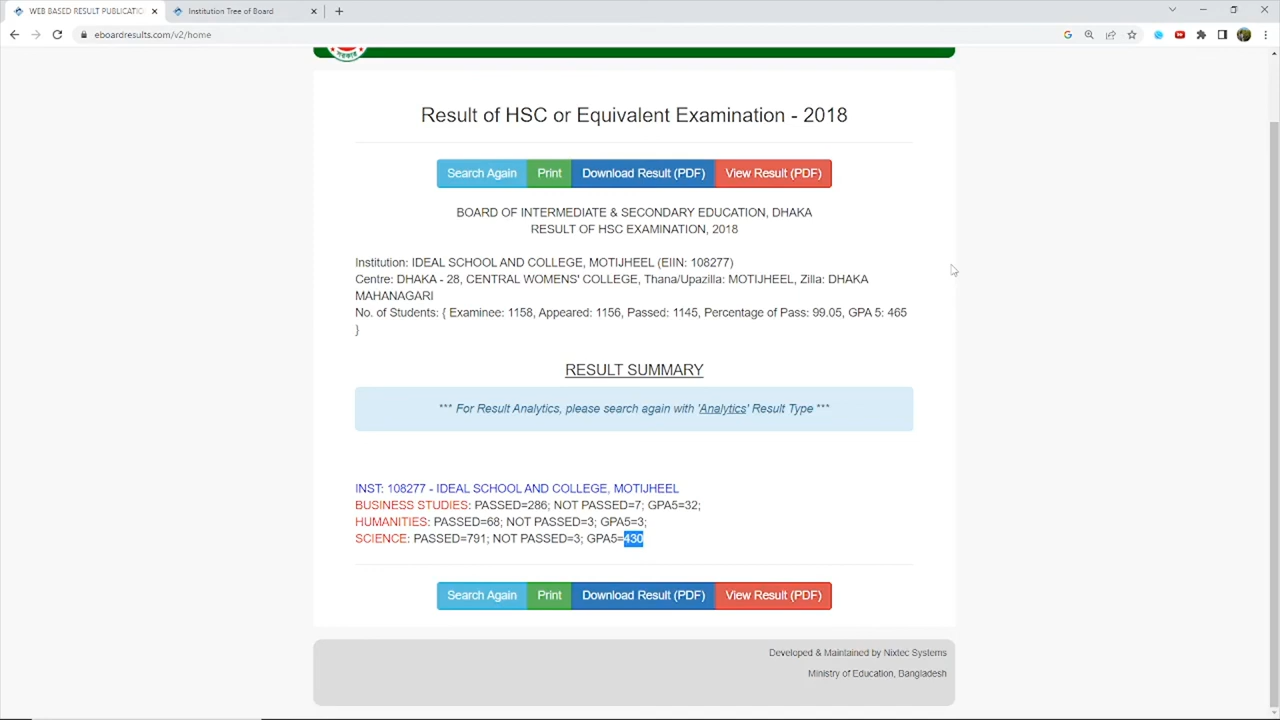 WEB BASED RESULT PUBLICATIO
Institution Tree of Board
eboardresults.com/v2/home
সরকার
Result of HSC or Equivalent Examination - 2018
Search Again Print Download Result (PDF) View Result (PDF)
BOARD OF INTERMEDIATE & SECONDARY EDUCATION, DHAKA
RESULT OF HSC EXAMINATION, 2018
Institution: IDEAL SCHOOL AND COLLEGE, MOTIJHEEL (EIIN: 108277)
Centre: DHAKA - 28, CENTRAL WOMENS' COLLEGE, Thana/Upazilla: MOTIJHEEL, Zilla: DHAKA
MAHANAGARI
No. of Students: { Examinee: 1158, Appeared: 1156, Passed: 1145, Percentage of Pass: 99.05, GPA 5: 465
}
RESULT SUMMARY
*** For Result Analytics, please search again with 'Analytics' Result Type ***
INST: 108277 - IDEAL SCHOOL AND COLLEGE, MOTIJHEEL
BUSINESS STUDIES: PASSED=286; NOT PASSED=7; GPA5=32;
HUMANITIES: PASSED=68; NOT PASSED=3; GPA5=3;
SCIENCE: PASSED=791; NOT PASSED=3; GPA5=430
Search Again Print Download Result (PDF) View Result (PDF)
Developed & Maintained by Nixtec Systems
Ministry of Education, Bangladesh